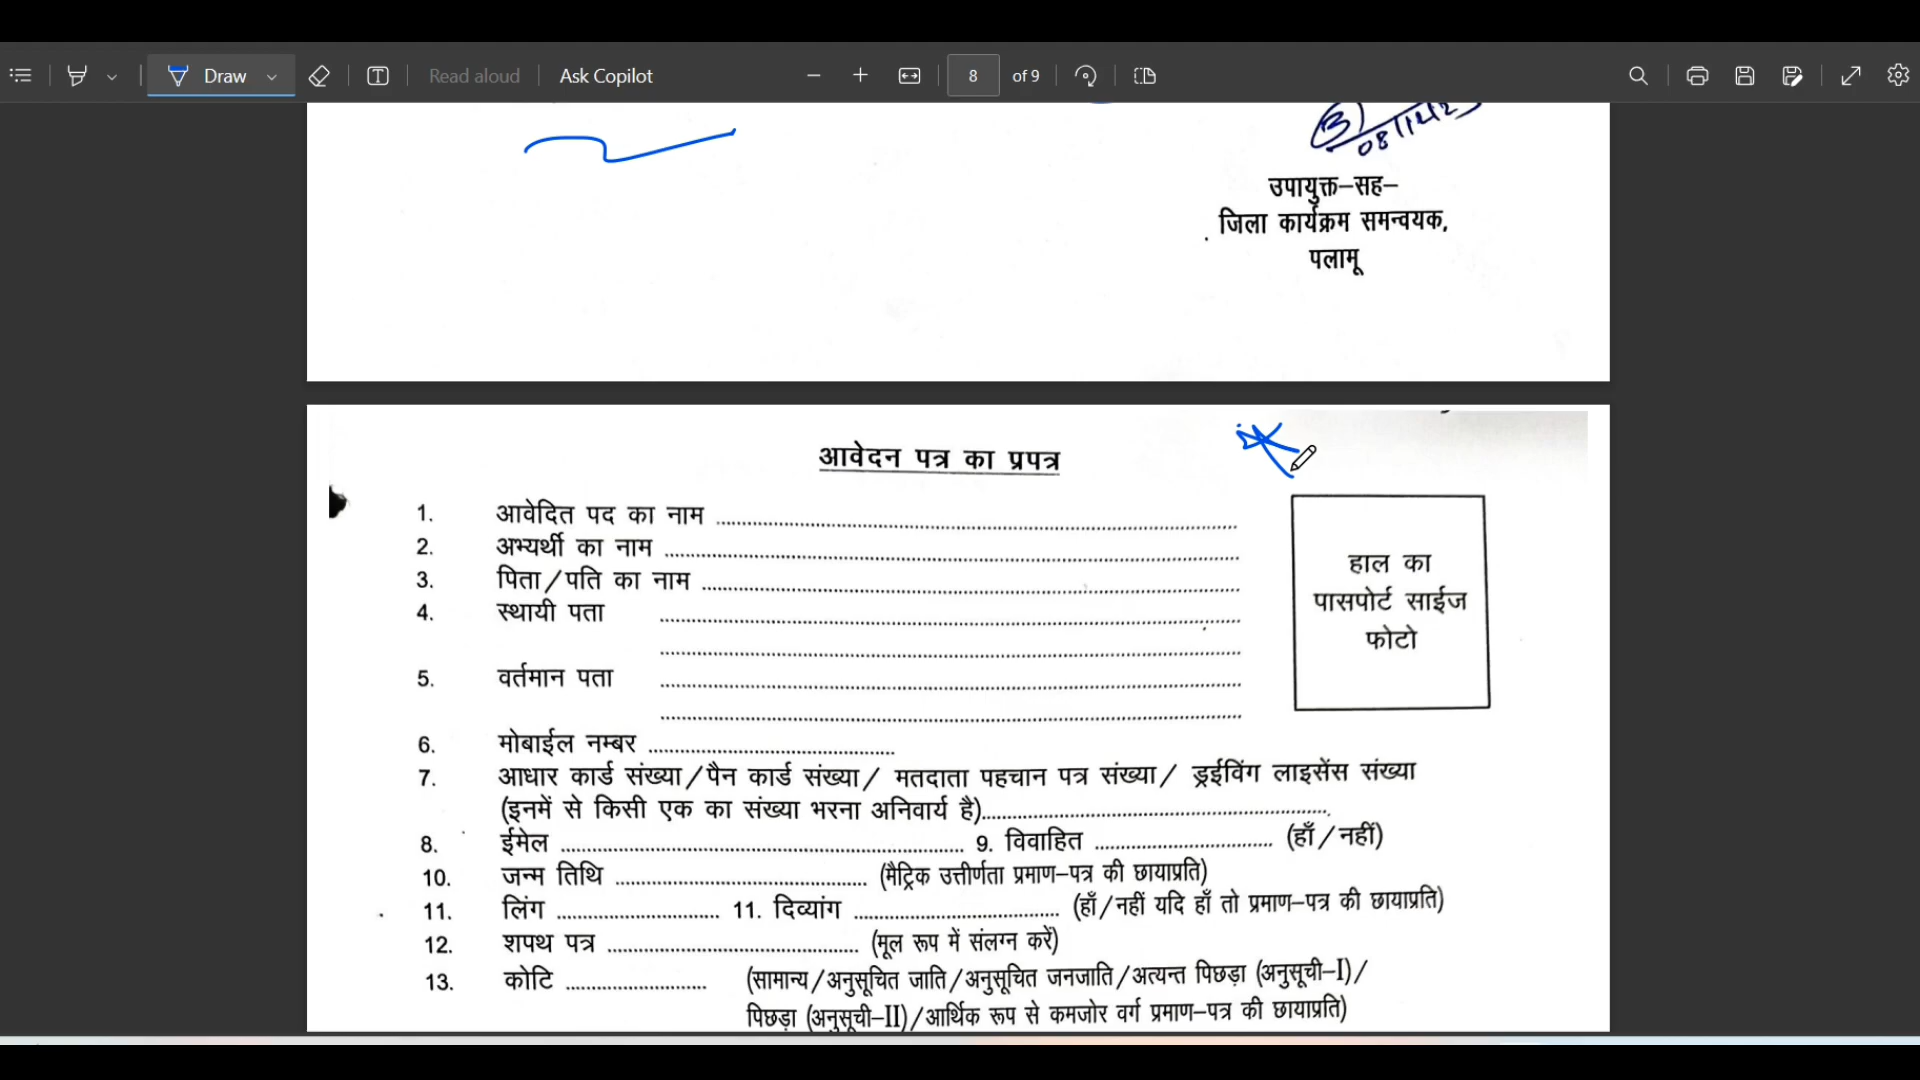 Draw
Read aloud
Ask Copilot
8
of 9
उपायुक्त–सह–
जिला कार्यक्रम समन्वयक,
पलामू
आवेदन पत्र का प्रपत्र
1. आवेदित पद का नाम
2. अभ्यर्थी का नाम
3. पिता/पति का नाम
4. स्थायी पता
5. वर्तमान पता
हाल का
पासपोर्ट साईज
फोटो
6. मोबाईल नम्बर
7. आधार कार्ड संख्या/पैन कार्ड संख्या/ मतदाता पहचान पत्र संख्या/ ड्रईविंग लाइसेंस संख्या
(इनमें से किसी एक का संख्या भरना अनिवार्य है)
8. ईमेल ........ 9. विवाहित ........ (हाँ/नहीं)
10. जन्म तिथि ........ (मैट्रिक उत्तीर्णता प्रमाण–पत्र की छायाप्रति)
11. लिंग ........ 11. दिव्यांग ........ (हाँ/नहीं यदि हाँ तो प्रमाण–पत्र की छायाप्रति)
12. शपथ पत्र ........ (मूल रूप में संलग्न करें)
13. कोटि ........ (सामान्य/अनुसूचित जाति/अनुसूचित जनजाति/अत्यन्त पिछड़ा (अनुसूची–I)/
पिछड़ा (अनुसूची–II)/आर्थिक रूप से कमजोर वर्ग प्रमाण–पत्र की छायाप्रति)